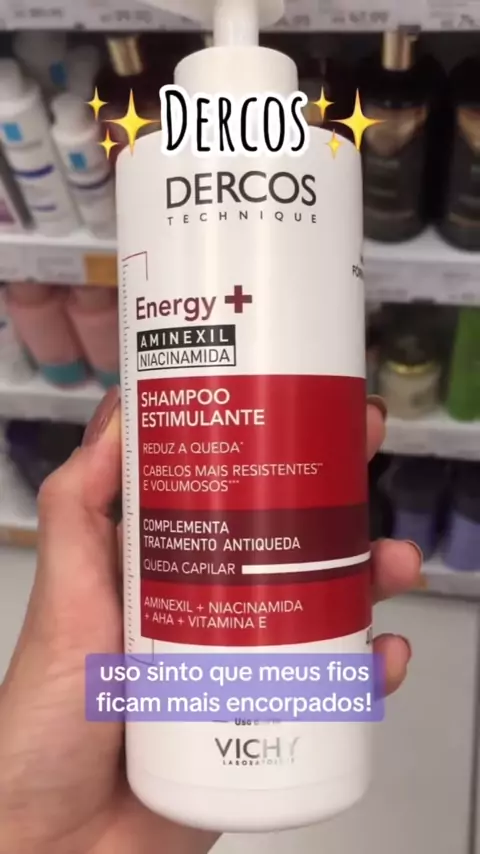 DERCOS
DERCOS
TECHNIQUE
Energy +
AMINEXIL
NIACINAMIDA
SHAMPOO
ESTIMULANTE
REDUZ A QUEDA*
CABELOS MAIS RESISTENTES**
E VOLUMOSOS***
COMPLEMENTA
TRATAMENTO ANTIQUEDA
QUEDA CAPILAR
AMINEXIL + NIACINAMIDA
+ AHA + VITAMINA E
uso sinto que meus fios
ficam mais encorpados!
VICHY
LABORATOIRES